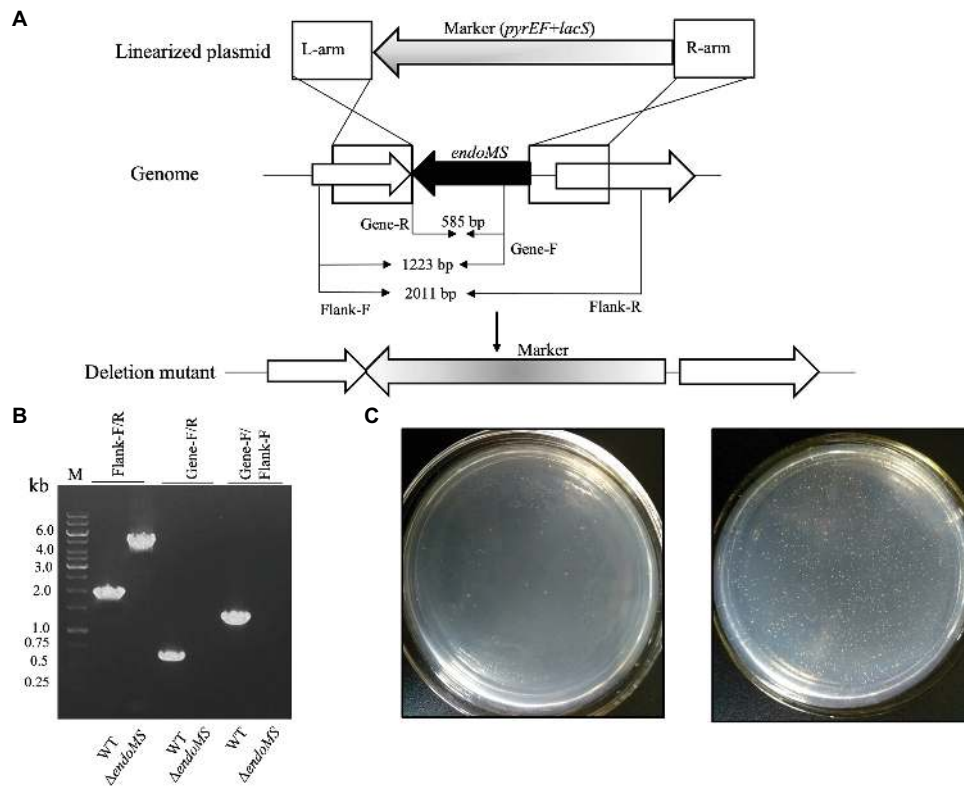 A
Marker (pyrEF+lacS)
Linearized plasmid
L-arm
R-arm
endoMS
Genome
Gene-R
585 bp
Gene-F
1223 bp
2011 bp
Flank-F
Flank-R
Marker
Deletion mutant
B
C
M
Flank-F/R
Gene-F/R
Gene-F/
Flank-F
kb
6.0
4.0
3.0
2.0
1.0
0.75
0.5
0.25
WT
ΔendoMS
WT
ΔendoMS
WT
ΔendoMS